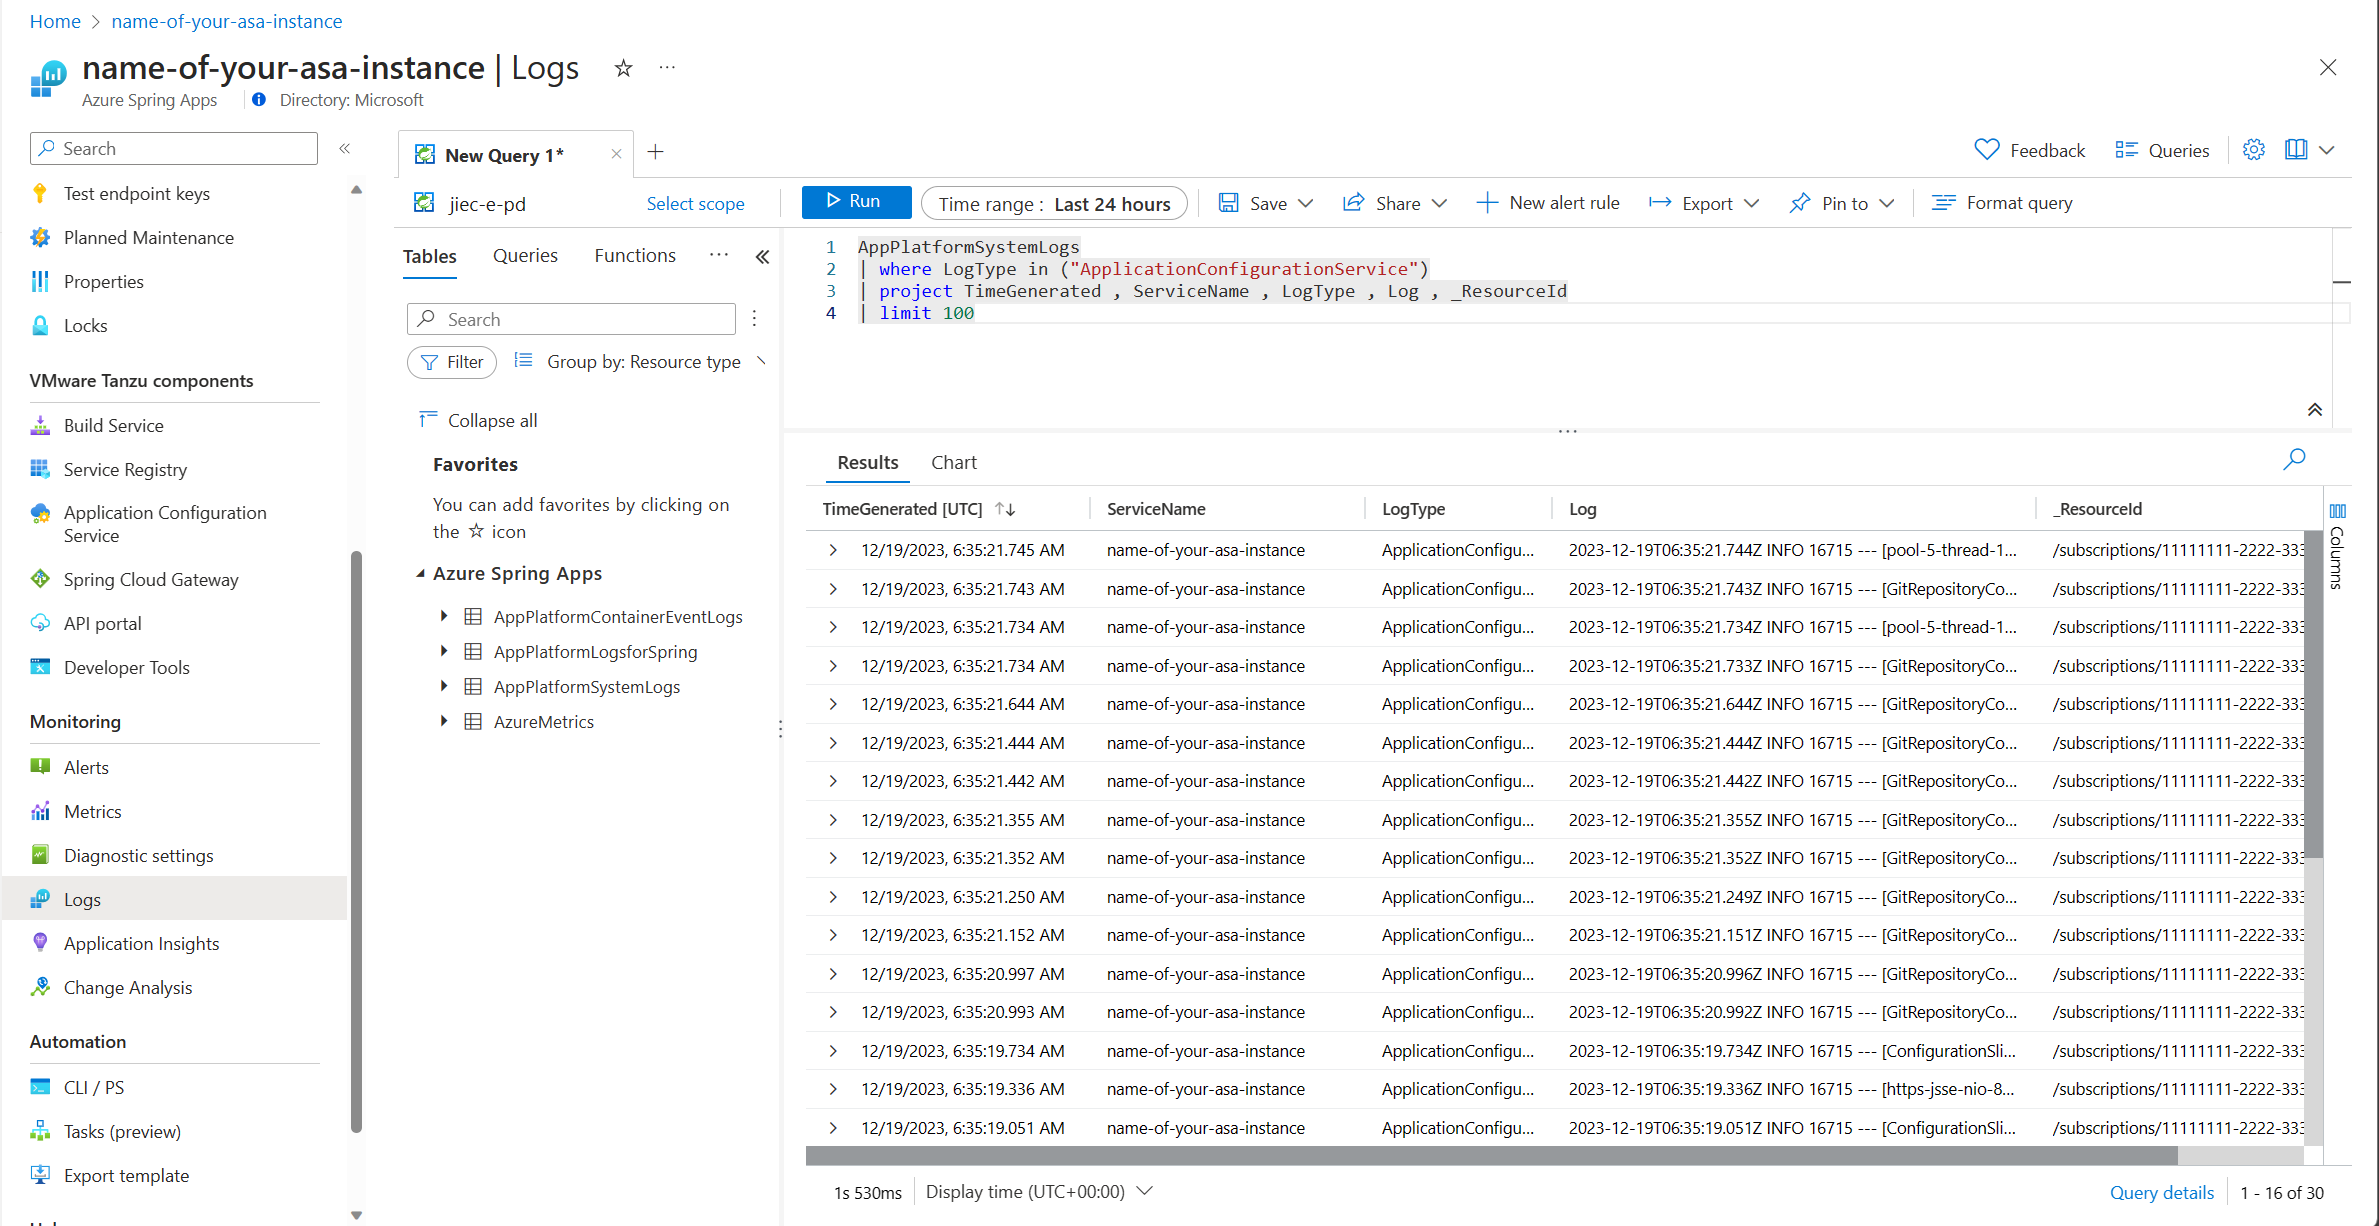 Home > name-of-your-asa-instance
name-of-your-asa-instance | Logs
Azure Spring Apps
Directory: Microsoft
Search
Test endpoint keys
Planned Maintenance
Properties
Locks
VMware Tanzu components
Build Service
Service Registry
Application Configuration
Service
Spring Cloud Gateway
API portal
Developer Tools
Monitoring
Alerts
Metrics
Diagnostic settings
Logs
Application Insights
Change Analysis
Automation
CLI / PS
Tasks (preview)
Export template
New Query 1*
Feedback
Queries
jiec-e-pd
Select scope
Run
Time range : Last 24 hours
Save
Share
New alert rule
Export
Pin to
Format query
Tables
Queries
Functions
Search
Filter
Group by: Resource type
Collapse all
Favorites
You can add favorites by clicking on
the ☆ icon
Azure Spring Apps
AppPlatformContainerEventLogs
AppPlatformLogsforSpring
AppPlatformSystemLogs
AzureMetrics
1 AppPlatformSystemLogs
2 | where LogType in ("ApplicationConfigurationService")
3 | project TimeGenerated , ServiceName , LogType , Log , _ResourceId
4 | limit 100
Results
Chart
TimeGenerated [UTC] ServiceName LogType Log _ResourceId
12/19/2023, 6:35:21.745 AM name-of-your-asa-instance ApplicationConfigu... 2023-12-19T06:35:21.744Z INFO 16715 --- [pool-5-thread-1... /subscriptions/11111111-2222-333
12/19/2023, 6:35:21.743 AM name-of-your-asa-instance ApplicationConfigu... 2023-12-19T06:35:21.743Z INFO 16715 --- [GitRepositoryCo... /subscriptions/11111111-2222-333
12/19/2023, 6:35:21.734 AM name-of-your-asa-instance ApplicationConfigu... 2023-12-19T06:35:21.734Z INFO 16715 --- [pool-5-thread-1... /subscriptions/11111111-2222-333
12/19/2023, 6:35:21.734 AM name-of-your-asa-instance ApplicationConfigu... 2023-12-19T06:35:21.733Z INFO 16715 --- [GitRepositoryCo... /subscriptions/11111111-2222-333
12/19/2023, 6:35:21.644 AM name-of-your-asa-instance ApplicationConfigu... 2023-12-19T06:35:21.644Z INFO 16715 --- [GitRepositoryCo... /subscriptions/11111111-2222-333
12/19/2023, 6:35:21.444 AM name-of-your-asa-instance ApplicationConfigu... 2023-12-19T06:35:21.444Z INFO 16715 --- [GitRepositoryCo... /subscriptions/11111111-2222-333
12/19/2023, 6:35:21.442 AM name-of-your-asa-instance ApplicationConfigu... 2023-12-19T06:35:21.442Z INFO 16715 --- [GitRepositoryCo... /subscriptions/11111111-2222-333
12/19/2023, 6:35:21.355 AM name-of-your-asa-instance ApplicationConfigu... 2023-12-19T06:35:21.355Z INFO 16715 --- [GitRepositoryCo... /subscriptions/11111111-2222-333
12/19/2023, 6:35:21.352 AM name-of-your-asa-instance ApplicationConfigu... 2023-12-19T06:35:21.352Z INFO 16715 --- [GitRepositoryCo... /subscriptions/11111111-2222-333
12/19/2023, 6:35:21.250 AM name-of-your-asa-instance ApplicationConfigu... 2023-12-19T06:35:21.249Z INFO 16715 --- [GitRepositoryCo... /subscriptions/11111111-2222-333
12/19/2023, 6:35:21.152 AM name-of-your-asa-instance ApplicationConfigu... 2023-12-19T06:35:21.151Z INFO 16715 --- [GitRepositoryCo... /subscriptions/11111111-2222-333
12/19/2023, 6:35:20.997 AM name-of-your-asa-instance ApplicationConfigu... 2023-12-19T06:35:20.996Z INFO 16715 --- [GitRepositoryCo... /subscriptions/11111111-2222-333
12/19/2023, 6:35:20.993 AM name-of-your-asa-instance ApplicationConfigu... 2023-12-19T06:35:20.992Z INFO 16715 --- [GitRepositoryCo... /subscriptions/11111111-2222-333
12/19/2023, 6:35:19.734 AM name-of-your-asa-instance ApplicationConfigu... 2023-12-19T06:35:19.734Z INFO 16715 --- [ConfigurationSli... /subscriptions/11111111-2222-333
12/19/2023, 6:35:19.336 AM name-of-your-asa-instance ApplicationConfigu... 2023-12-19T06:35:19.336Z INFO 16715 --- [https-jsse-nio-8... /subscriptions/11111111-2222-333
12/19/2023, 6:35:19.051 AM name-of-your-asa-instance ApplicationConfigu... 2023-12-19T06:35:19.051Z INFO 16715 --- [ConfigurationSli... /subscriptions/11111111-2222-333
Columns
1s 530ms
Display time (UTC+00:00)
Query details
1 - 16 of 30